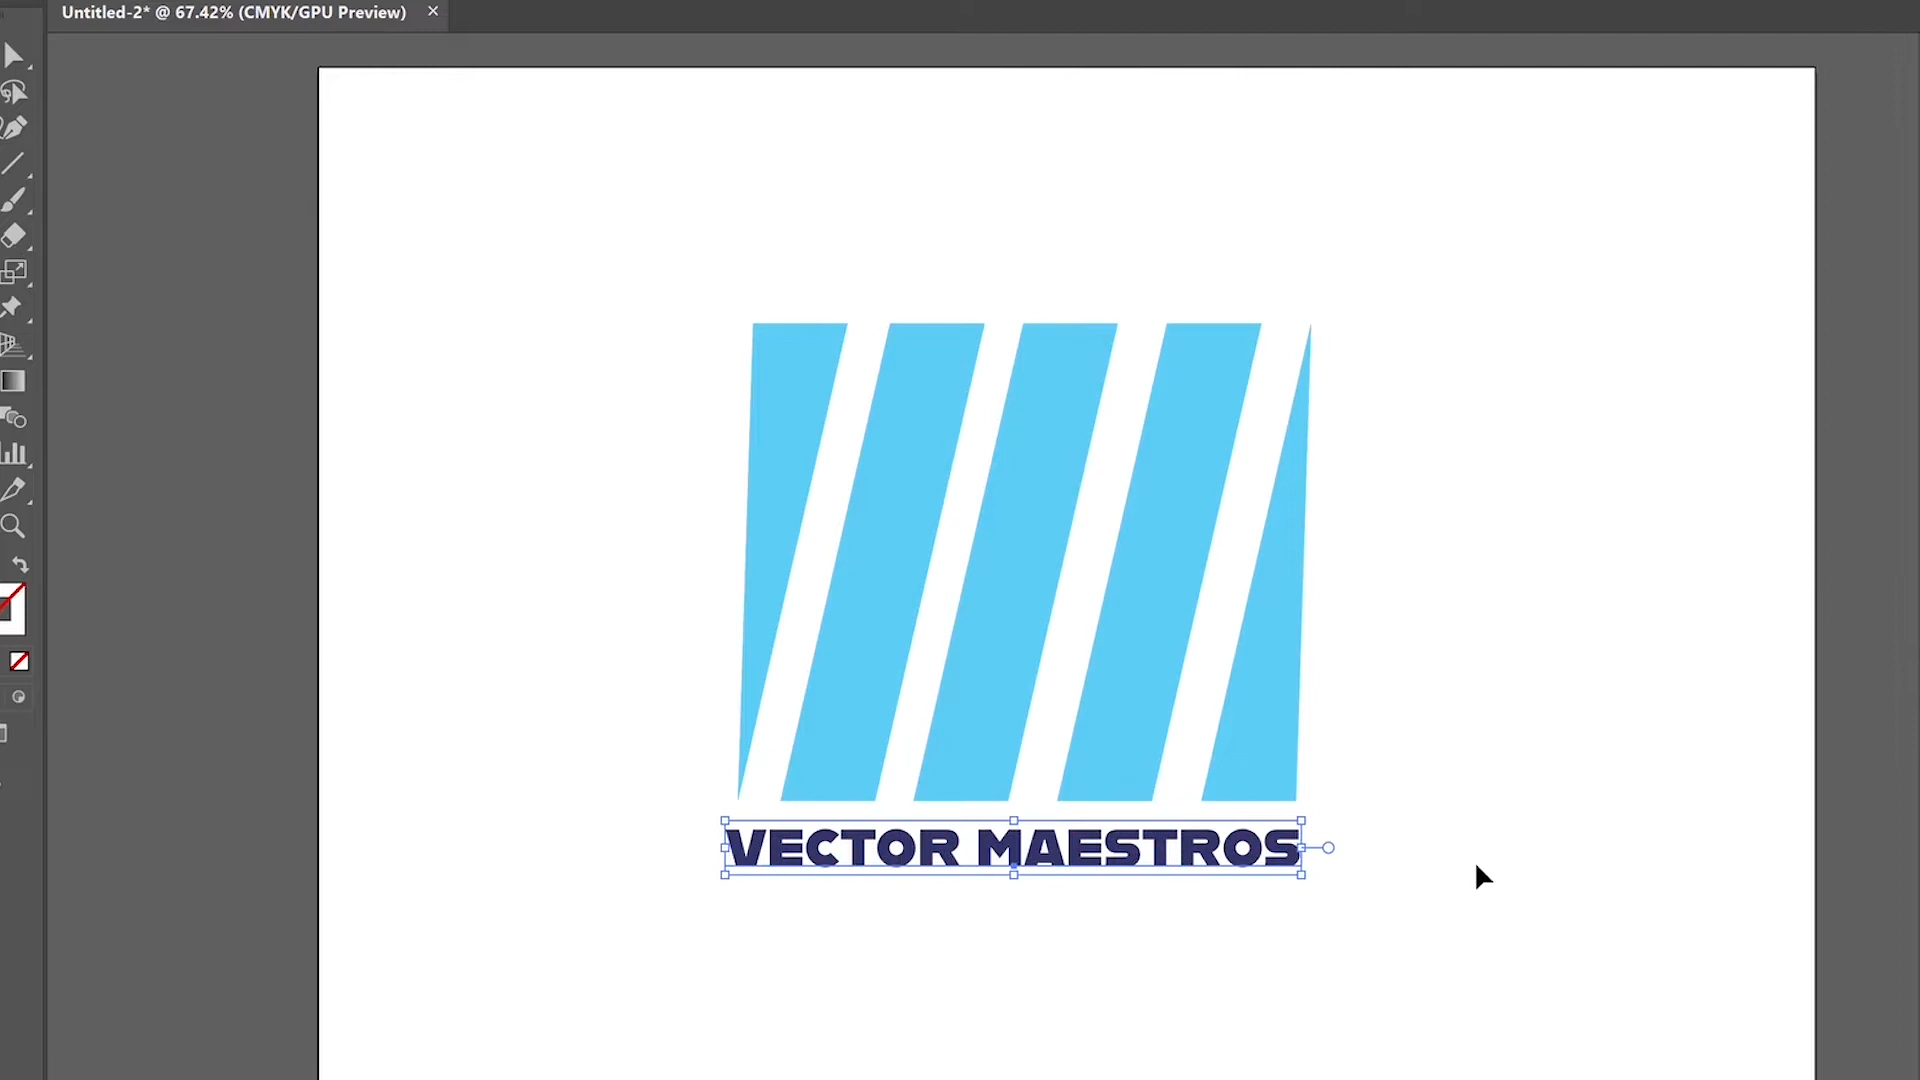 Untitled-2* @ 67.42% (CMYK/GPU Preview)
VECTOR MAESTROS